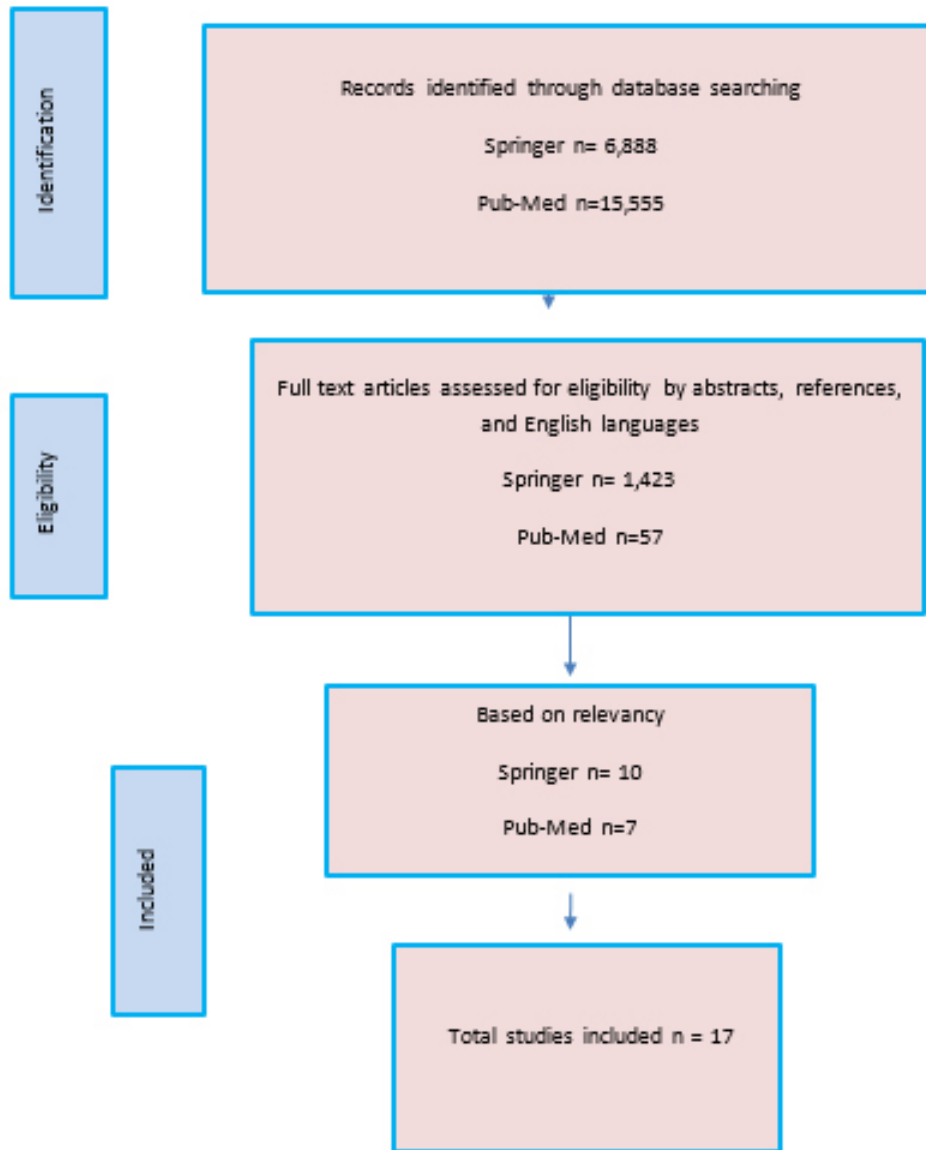 Identification
Records identified through database searching
Springer n= 6,888
Pub-Med n=15,555
Eligibility
Full text articles assessed for eligibility by abstracts, references,
and English languages
Springer n= 1,423
Pub-Med n=57
Included
Based on relevancy
Springer n= 10
Pub-Med n=7
Total studies included n = 17